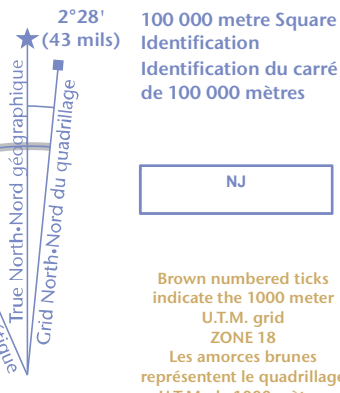 2°28'
(43 mils)
True North•Nord géographique
Grid North•Nord du quadrillage
100 000 metre Square
Identification
Identification du carré
de 100 000 mètres
NJ
Brown numbered ticks
indicate the 1000 meter
U.T.M. grid
ZONE 18
Les amorces brunes
représentent le quadrillage